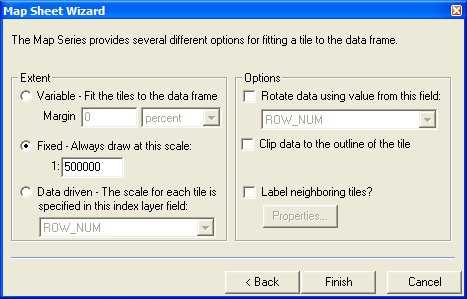 Map Sheet Wizard
The Map Series provides several different options for fitting a tile to the data frame.
Extent
Variable - Fit the tiles to the data frame
Margin 0 percent
Fixed - Always draw at this scale:
1: 500000
Data driven - The scale for each tile is
specified in this index layer field:
ROW_NUM
Options
Rotate data using value from this field:
ROW_NUM
Clip data to the outline of the tile
Label neighboring tiles?
Properties...
< Back Finish Cancel